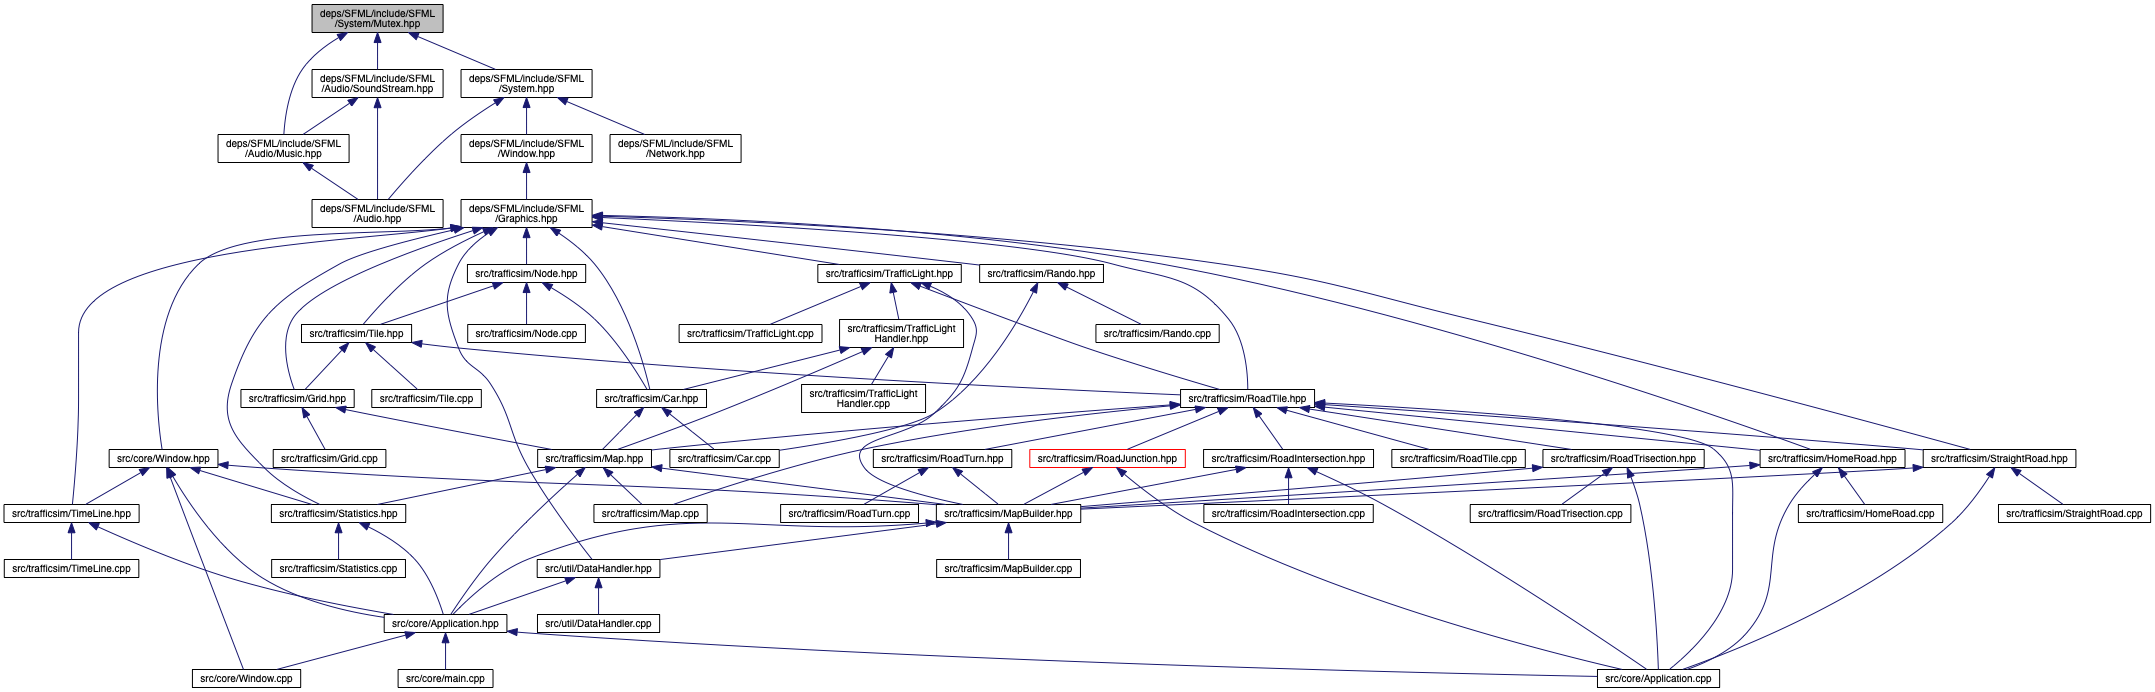 deps/SFML/include/SFML
/System/Mutex.hpp
deps/SFML/include/SFML
/Audio/SoundStream.hpp
deps/SFML/include/SFML
/System.hpp
deps/SFML/include/SFML
/Audio/Music.hpp
deps/SFML/include/SFML
/Window.hpp
deps/SFML/include/SFML
/Network.hpp
deps/SFML/include/SFML
/Audio.hpp
deps/SFML/include/SFML
/Graphics.hpp
src/trafficsim/Node.hpp
src/trafficsim/TrafficLight.hpp
src/trafficsim/Rando.hpp
src/trafficsim/Tile.hpp
src/trafficsim/Node.cpp
src/trafficsim/TrafficLight.cpp
src/trafficsim/TrafficLight
Handler.hpp
src/trafficsim/Rando.cpp
src/trafficsim/Grid.hpp
src/trafficsim/Tile.cpp
src/trafficsim/Car.hpp
src/trafficsim/TrafficLight
Handler.cpp
src/trafficsim/RoadTile.hpp
src/core/Window.hpp
src/trafficsim/Grid.cpp
src/trafficsim/Map.hpp
src/trafficsim/Car.cpp
src/trafficsim/RoadTurn.hpp
src/trafficsim/RoadJunction.hpp
src/trafficsim/RoadIntersection.hpp
src/trafficsim/RoadTile.cpp
src/trafficsim/RoadTrisection.hpp
src/trafficsim/HomeRoad.hpp
src/trafficsim/StraightRoad.hpp
src/trafficsim/TimeLine.hpp
src/trafficsim/Statistics.hpp
src/trafficsim/Map.cpp
src/trafficsim/RoadTurn.cpp
src/trafficsim/MapBuilder.hpp
src/trafficsim/RoadIntersection.cpp
src/trafficsim/RoadTrisection.cpp
src/trafficsim/HomeRoad.cpp
src/trafficsim/StraightRoad.cpp
src/trafficsim/TimeLine.cpp
src/trafficsim/Statistics.cpp
src/util/DataHandler.hpp
src/trafficsim/MapBuilder.cpp
src/core/Application.hpp
src/util/DataHandler.cpp
src/core/Window.cpp
src/core/main.cpp
src/core/Application.cpp